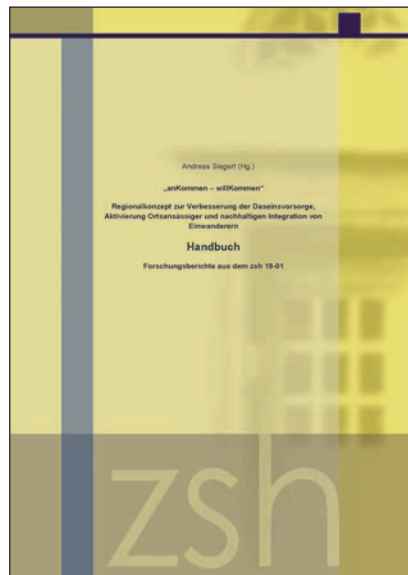 Andreas Siegert (Hg.)
„anKommen – willKommen“
Regionalkonzept zur Verbesserung der Daseinsvorsorge,
Aktivierung Ortsansässiger und nachhaltigen Integration von
Einwanderern
Handbuch
Forschungsberichte aus dem zsh 19-01
zsh